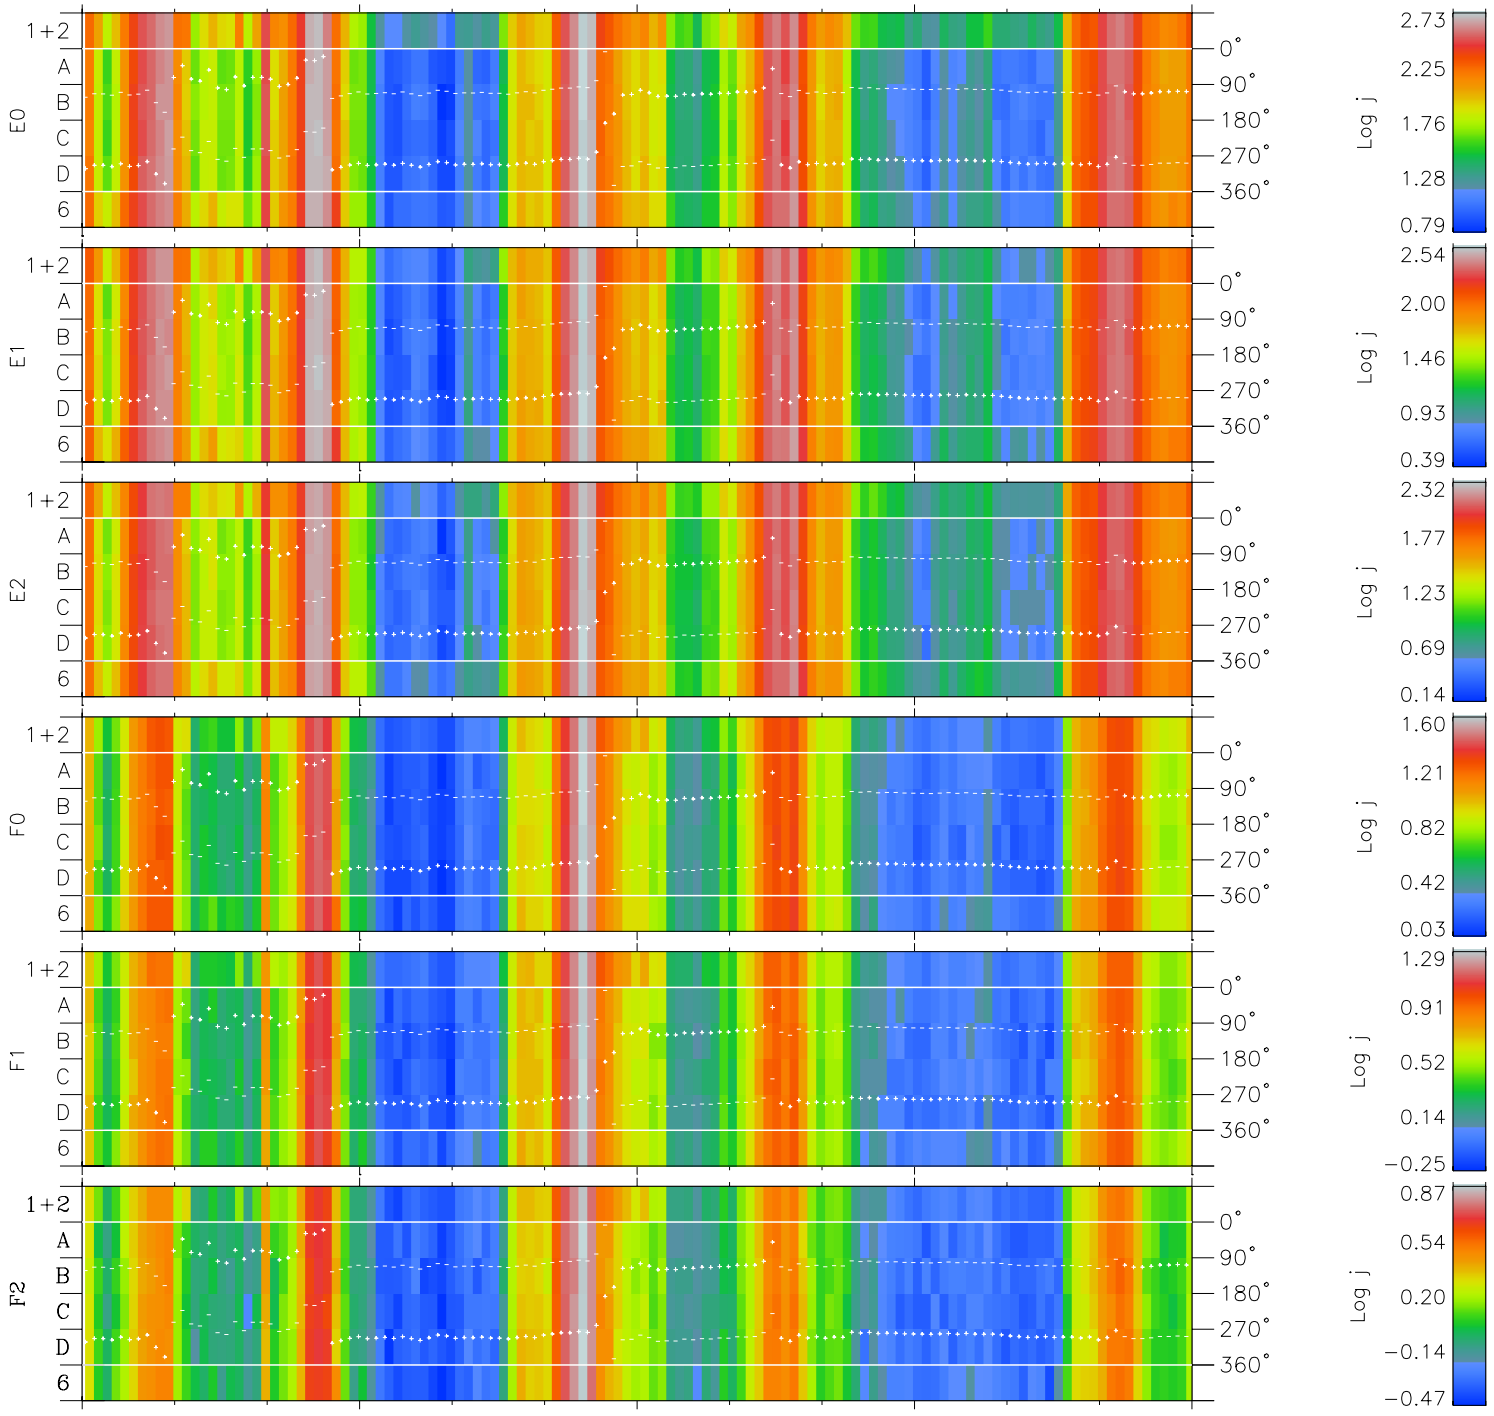 E0
1+2
A
B
C
D
6
0°
90°
180°
270°
360°
Log j
2.73
2.25
1.76
1.28
0.79
E1
1+2
A
B
C
D
6
0°
90°
180°
270°
360°
Log j
2.54
2.00
1.46
0.93
0.39
E2
1+2
A
B
C
D
6
0°
90°
180°
270°
360°
Log j
2.32
1.77
1.23
0.69
0.14
F0
1+2
A
B
C
D
6
0°
90°
180°
270°
360°
Log j
1.60
1.21
0.82
0.42
0.03
F1
1+2
A
B
C
D
6
0°
90°
180°
270°
360°
Log j
1.29
0.91
0.52
0.14
−0.25
F2
1+2
A
B
C
D
6
0°
90°
180°
270°
360°
Log j
0.87
0.54
0.20
−0.14
−0.47